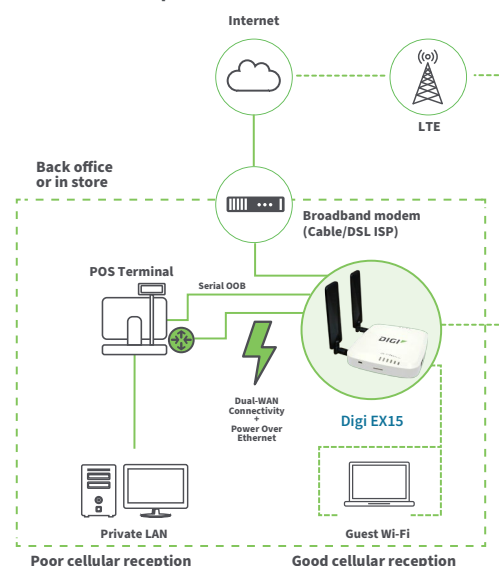 Internet
LTE
Back office
or in store
Broadband modem
(Cable/DSL ISP)
POS Terminal
Serial OOB
DIGI
Dual-WAN
Connectivity
+
Power Over
Ethernet
Digi EX15
Private LAN
Guest Wi-Fi
Poor cellular reception
Good cellular reception